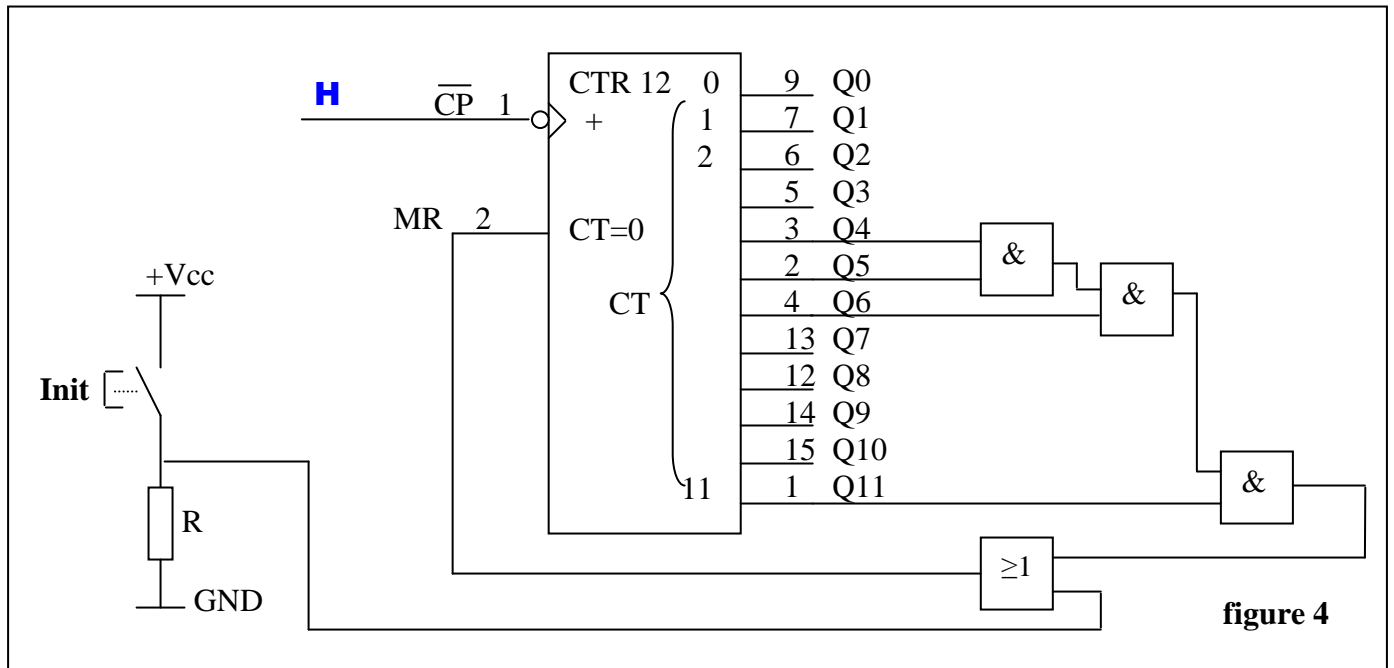 H
CP 1
CTR 12
+
0
1
2
11
CT=0
CT
MR 2
9 Q0
7 Q1
6 Q2
5 Q3
3 Q4
2 Q5
4 Q6
13 Q7
12 Q8
14 Q9
15 Q10
1 Q11
&
&
&
≥1
+Vcc
Init
R
GND
figure 4